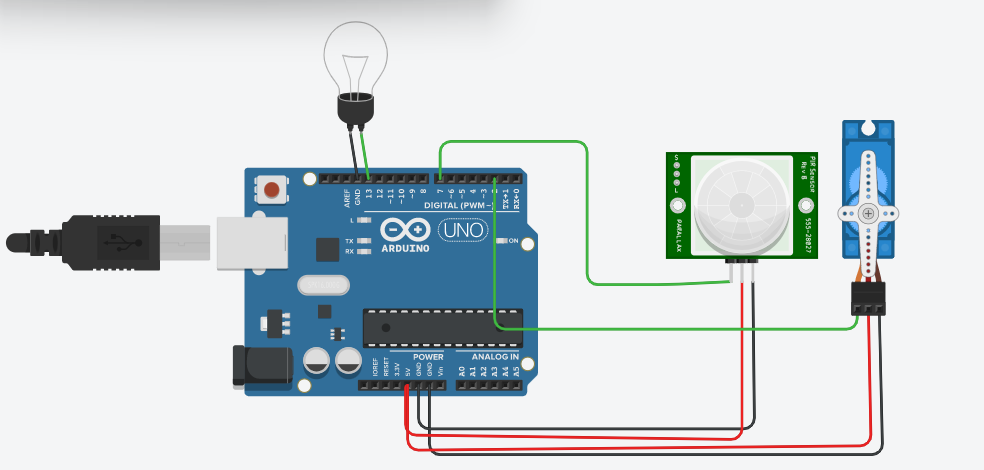 AREF
GND
13
12
~11
~10
~9
8
7
~6
~5
4
~3
2
TX→1
RX←0
DIGITAL (PWM~)
L
TX
RX
ARDUINO
UNO
ON
IOREF
RESET
3.3V
5V
GND
GND
Vin
POWER
ANALOG IN
A0
A1
A2
A3
A4
A5
S
L
PARALLAX
PIR Sensor
Rev B
555-28027